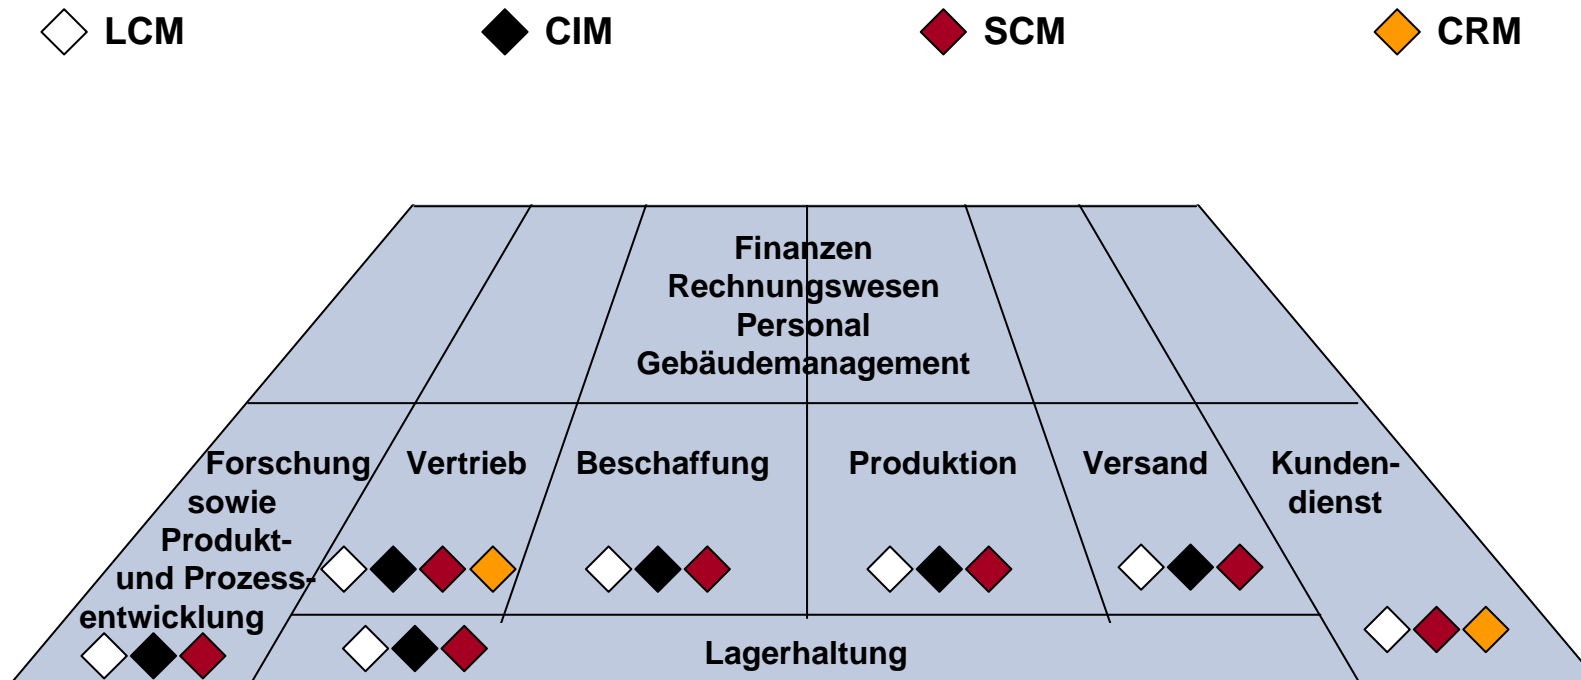 LCM CIM SCM CRM
Finanzen
Rechnungswesen
Personal
Gebäudemanagement
Forschung
sowie
Produkt-
und Prozess-
entwicklung
Vertrieb
Beschaffung
Produktion
Versand
Kunden-
dienst
Lagerhaltung